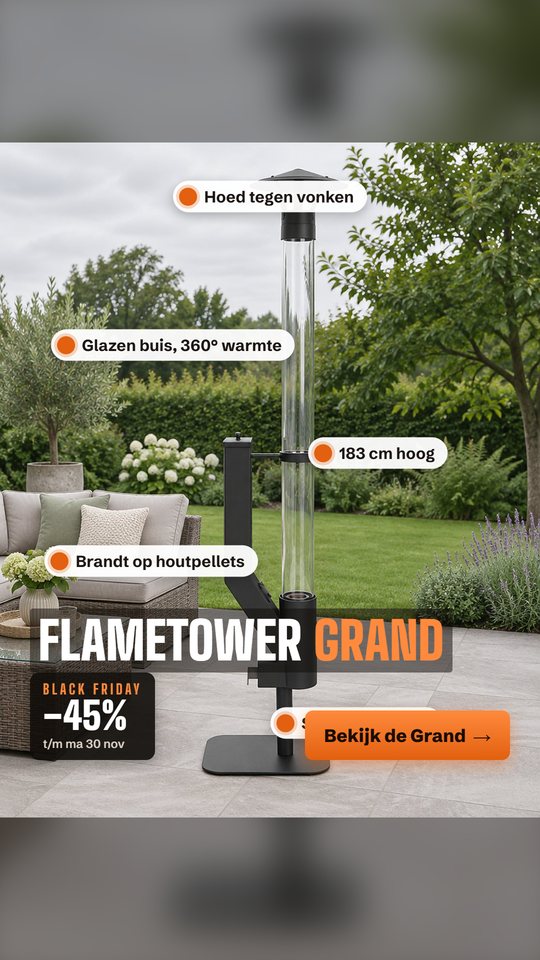 Hoed tegen vonken
Glazen buis, 360° warmte
183 cm hoog
Brandt op houtpellets
FLAMETOWER GRAND
BLACK FRIDAY
–45%
t/m ma 30 nov
Bekijk de Grand →